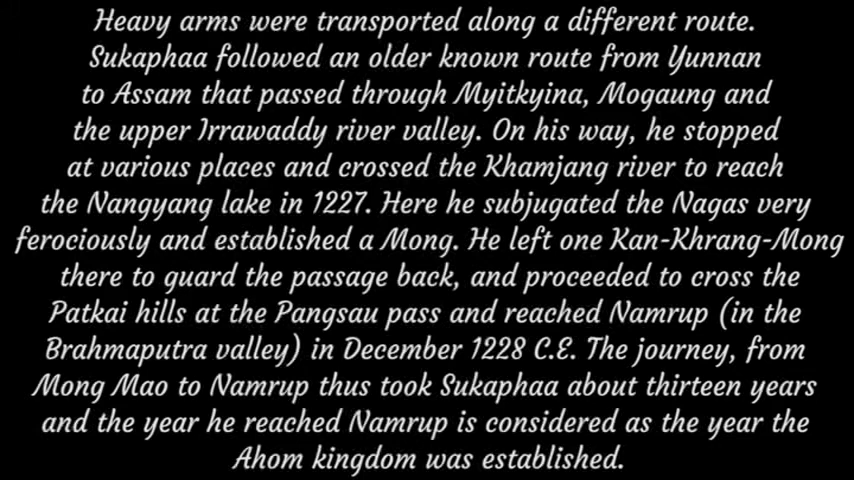 Heavy arms were transported along a different route.
Sukaphaa followed an older known route from Yunnan
to Assam that passed through Myitkyina, Mogaung and
the upper Irrawaddy river valley. On his way, he stopped
at various places and crossed the Khamjang river to reach
the Nangyang lake in 1227. Here he subjugated the Nagas very
ferociously and established a Mong. He left one Kan-Khrang-Mong
there to guard the passage back, and proceeded to cross the
Patkai hills at the Pangsau pass and reached Namrup (in the
Brahmaputra valley) in December 1228 C.E. The journey, from
Mong Mao to Namrup thus took Sukaphaa about thirteen years
and the year he reached Namrup is considered as the year the
Ahom kingdom was established.